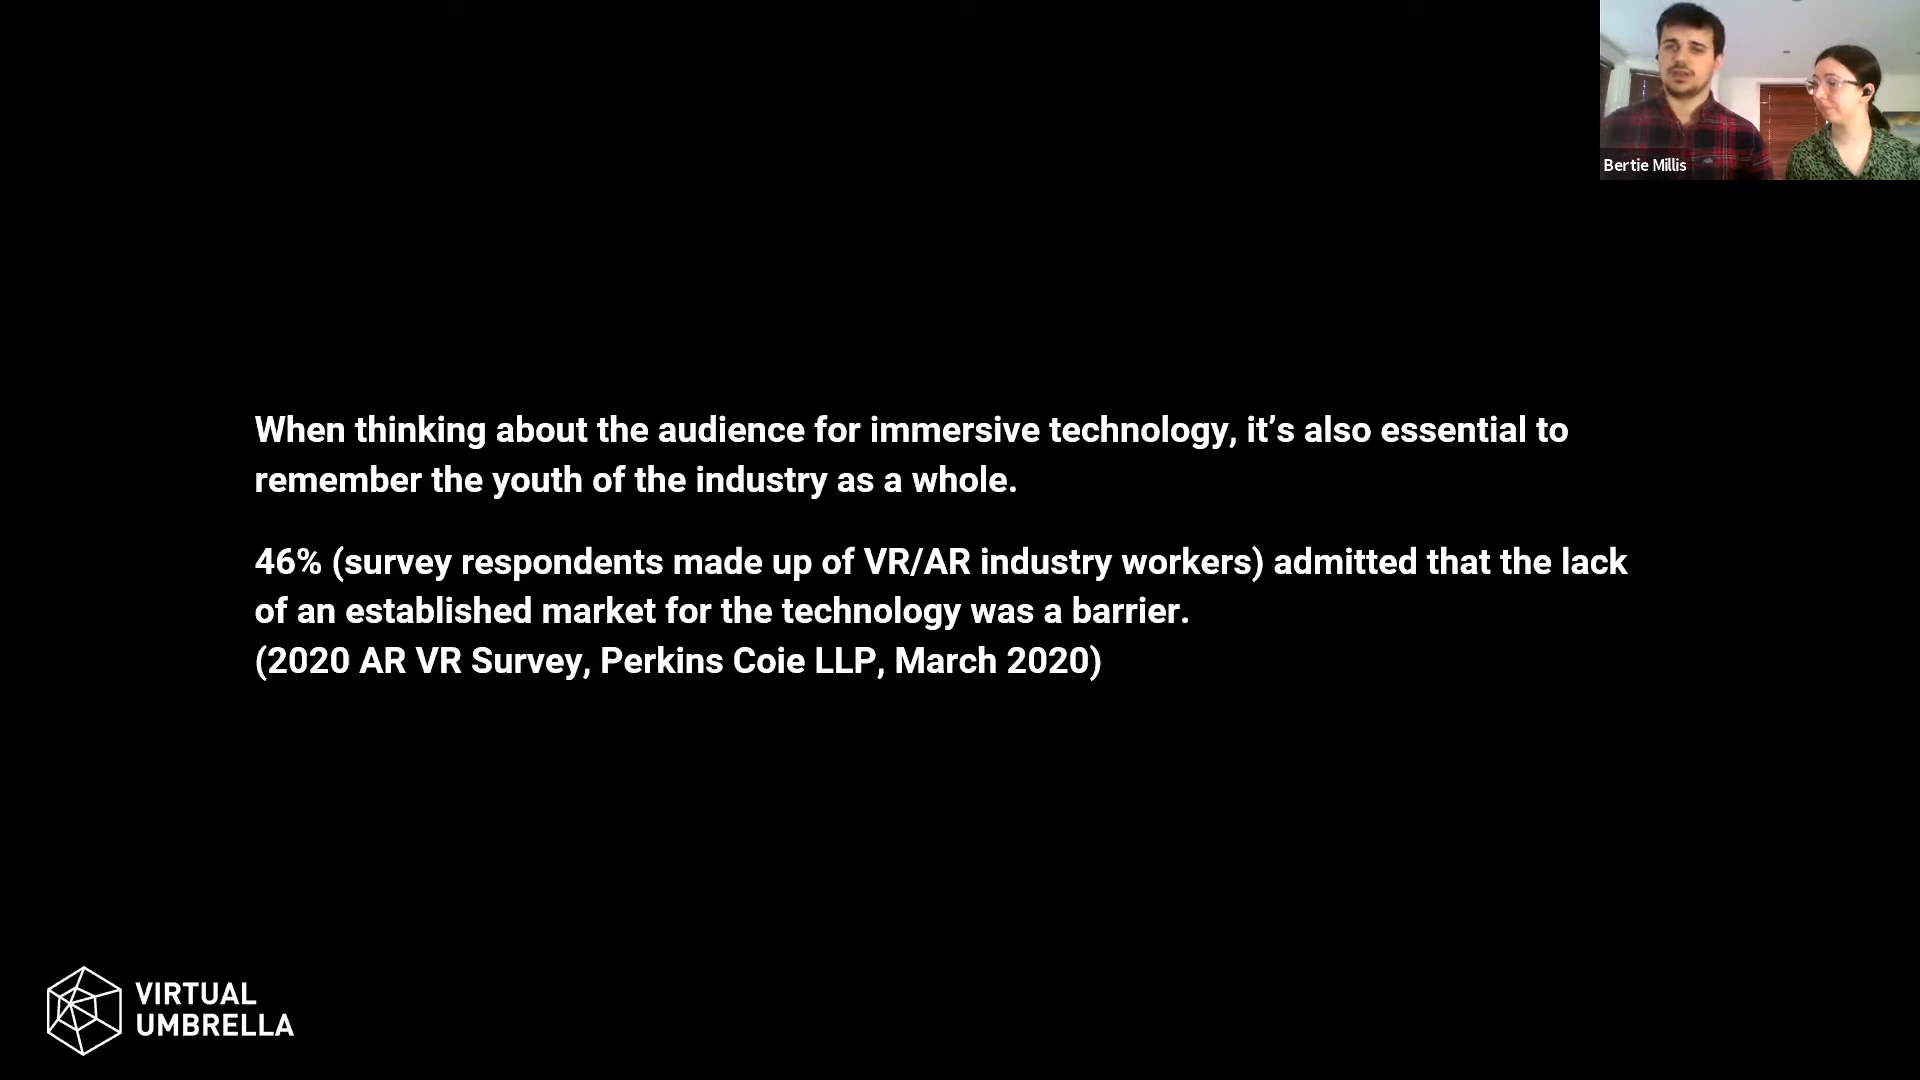 Bertie Millis
When thinking about the audience for immersive technology, it’s also essential to
remember the youth of the industry as a whole.
46% (survey respondents made up of VR/AR industry workers) admitted that the lack
of an established market for the technology was a barrier.
(2020 AR VR Survey, Perkins Coie LLP, March 2020)
VIRTUAL
UMBRELLA